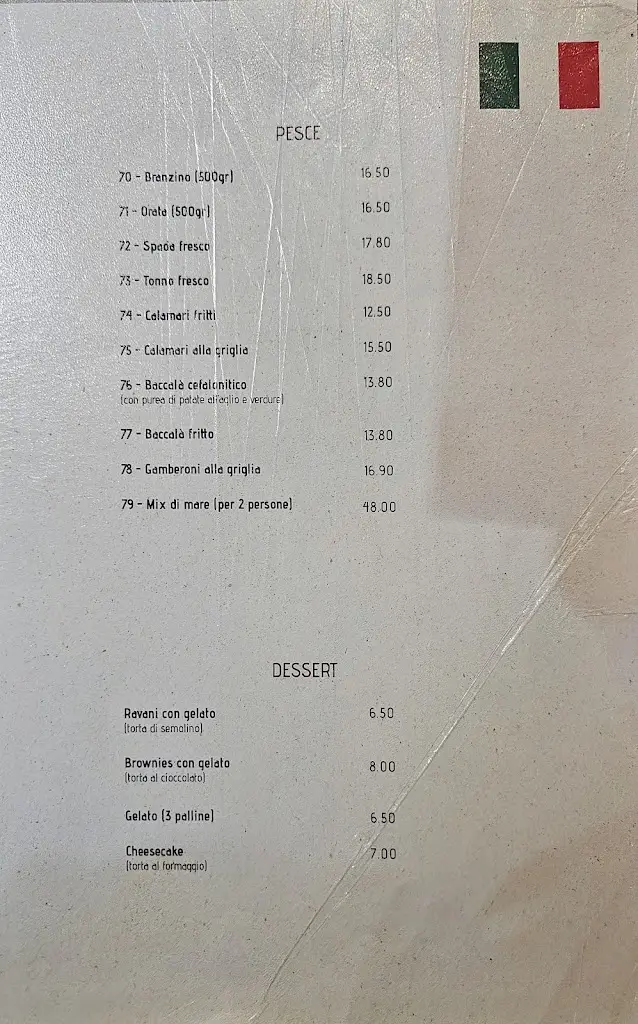 PESCE
70 - Branzino (500gr) 16.50
71 - Orata (500gr) 16.50
72 - Spada fresco 17.80
73 - Tonno fresco 18.50
74 - Calamari fritti 12.50
75 - Calamari alla griglia 15.50
76 - Baccalà cefalonitico 13.80
(con purea di patate all'aglio e verdure)
77 - Baccalà fritto 13.80
78 - Gamberoni alla griglia 16.90
79 - Mix di mare (per 2 persone) 48.00
DESSERT
Ravani con gelato 6.50
(torta di semolino)
Brownies con gelato 8.00
(torta al cioccolato)
Gelato (3 palline) 6.50
Cheesecake 7.00
(torta al formaggio)